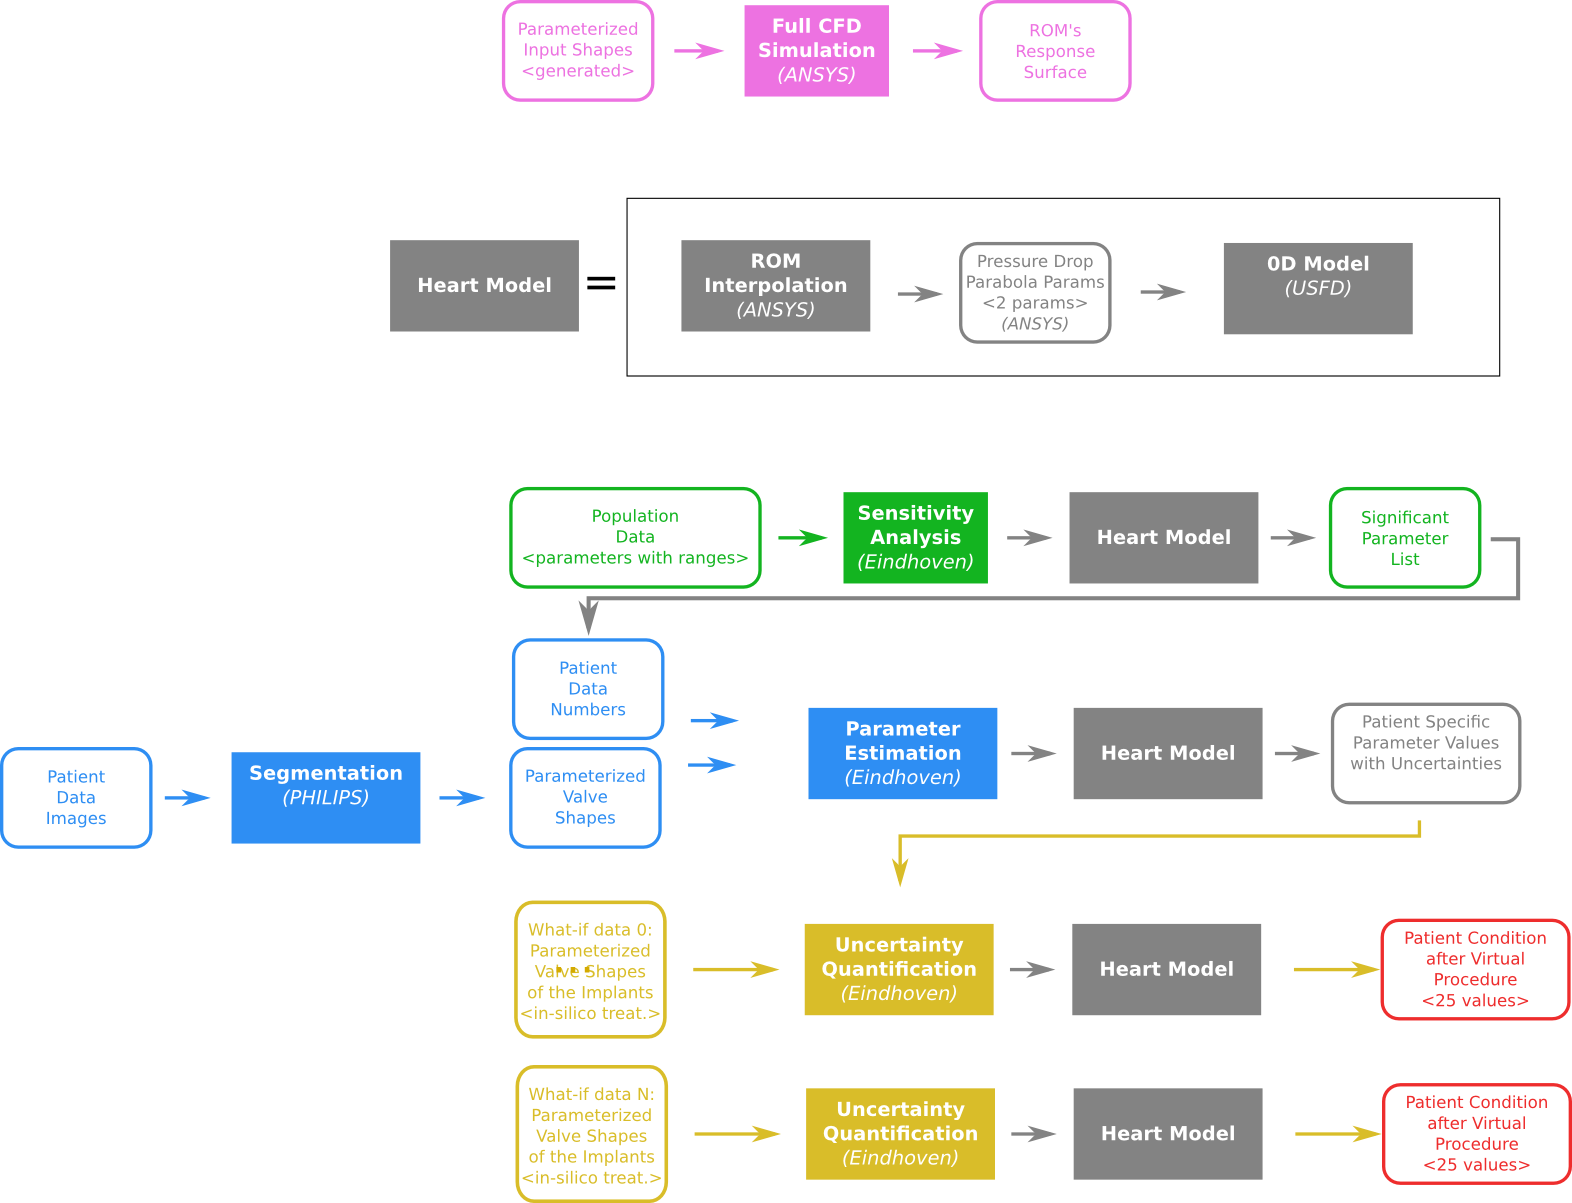 Parameterized
Input Shapes
<generated>
Full CFD
Simulation
(ANSYS)
ROM's
Response
Surface
Heart Model
=
ROM
Interpolation
(ANSYS)
Pressure Drop
Parabola Params
<2 params>
(ANSYS)
0D Model
(USFD)
Population
Data
<parameters with ranges>
Sensitivity
Analysis
(Eindhoven)
Heart Model
Significant
Parameter
List
Patient
Data
Numbers
Patient
Data
Images
Segmentation
(PHILIPS)
Parameterized
Valve
Shapes
Parameter
Estimation
(Eindhoven)
Heart Model
Patient Specific
Parameter Values
with Uncertainties
What-if data 0:
Parameterized
Valve Shapes
of the Implants
<in-silico treat.>
...
Uncertainty
Quantification
(Eindhoven)
Heart Model
Patient Condition
after Virtual
Procedure
<25 values>
What-if data N:
Parameterized
Valve Shapes
of the Implants
<in-silico treat.>
Uncertainty
Quantification
(Eindhoven)
Heart Model
Patient Condition
after Virtual
Procedure
<25 values>